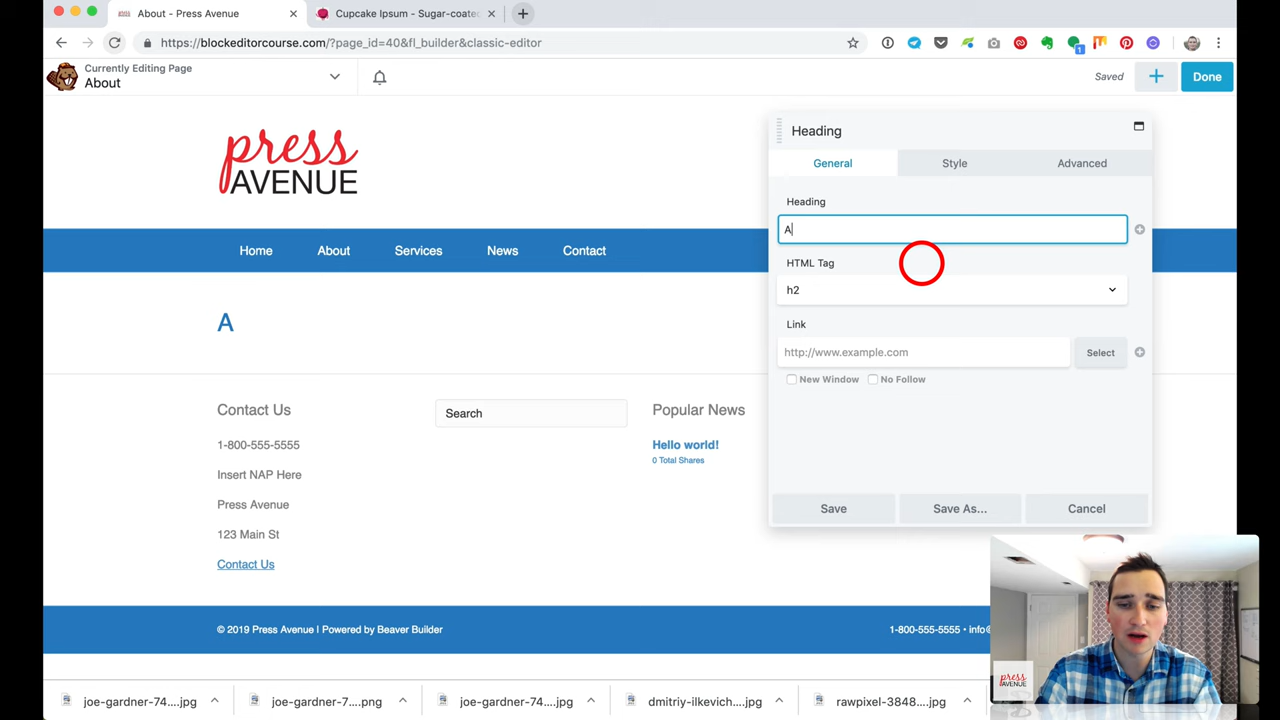 About - Press Avenue
Cupcake Ipsum - Sugar-coate
https://blockeditorcourse.com/?page_id=40&fl_builder&classic-editor
1
Currently Editing Page
About
Saved
Done
press
AVENUE
Home About Services News Contact
A
Heading
General Style Advanced
Heading
A
HTML Tag
h2
Link
http://www.example.com
Select
New Window No Follow
Save Save As... Cancel
Contact Us
1-800-555-5555
Insert NAP Here
Press Avenue
123 Main St
Contact Us
Search
Popular News
Hello world!
0 Total Shares
© 2019 Press Avenue | Powered by Beaver Builder
1-800-555-5555 • info@
press
AVENUE
joe-gardner-74....jpg
joe-gardner-7....png
joe-gardner-74....jpg
dmitriy-ilkevich....jpg
rawpixel-3848....jpg